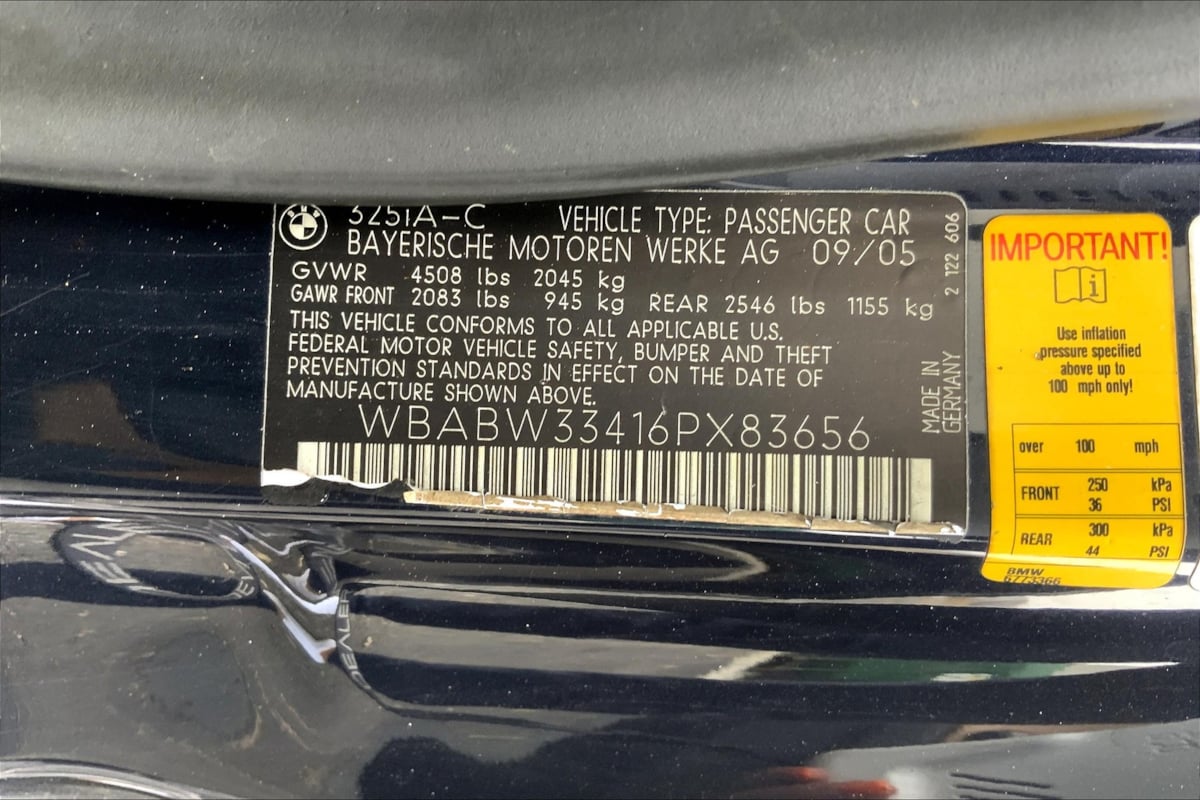 BMW
325iA-C VEHICLE TYPE: PASSENGER CAR
BAYERISCHE MOTOREN WERKE AG 09/05
GVWR 4508 lbs 2045 kg
GAWR FRONT 2083 lbs 945 kg REAR 2546 lbs 1155 kg
THIS VEHICLE CONFORMS TO ALL APPLICABLE U.S.
FEDERAL MOTOR VEHICLE SAFETY, BUMPER AND THEFT
PREVENTION STANDARDS IN EFFECT ON THE DATE OF
MANUFACTURE SHOWN ABOVE.
WBABW33416PX83656
2 122 606
MADE IN
GERMANY
IMPORTANT!
i
Use inflation
pressure specified
above up to
100 mph only!
over 100 mph
FRONT 250 kPa
36 PSI
REAR 300 kPa
44 PSI
BMW
6773366